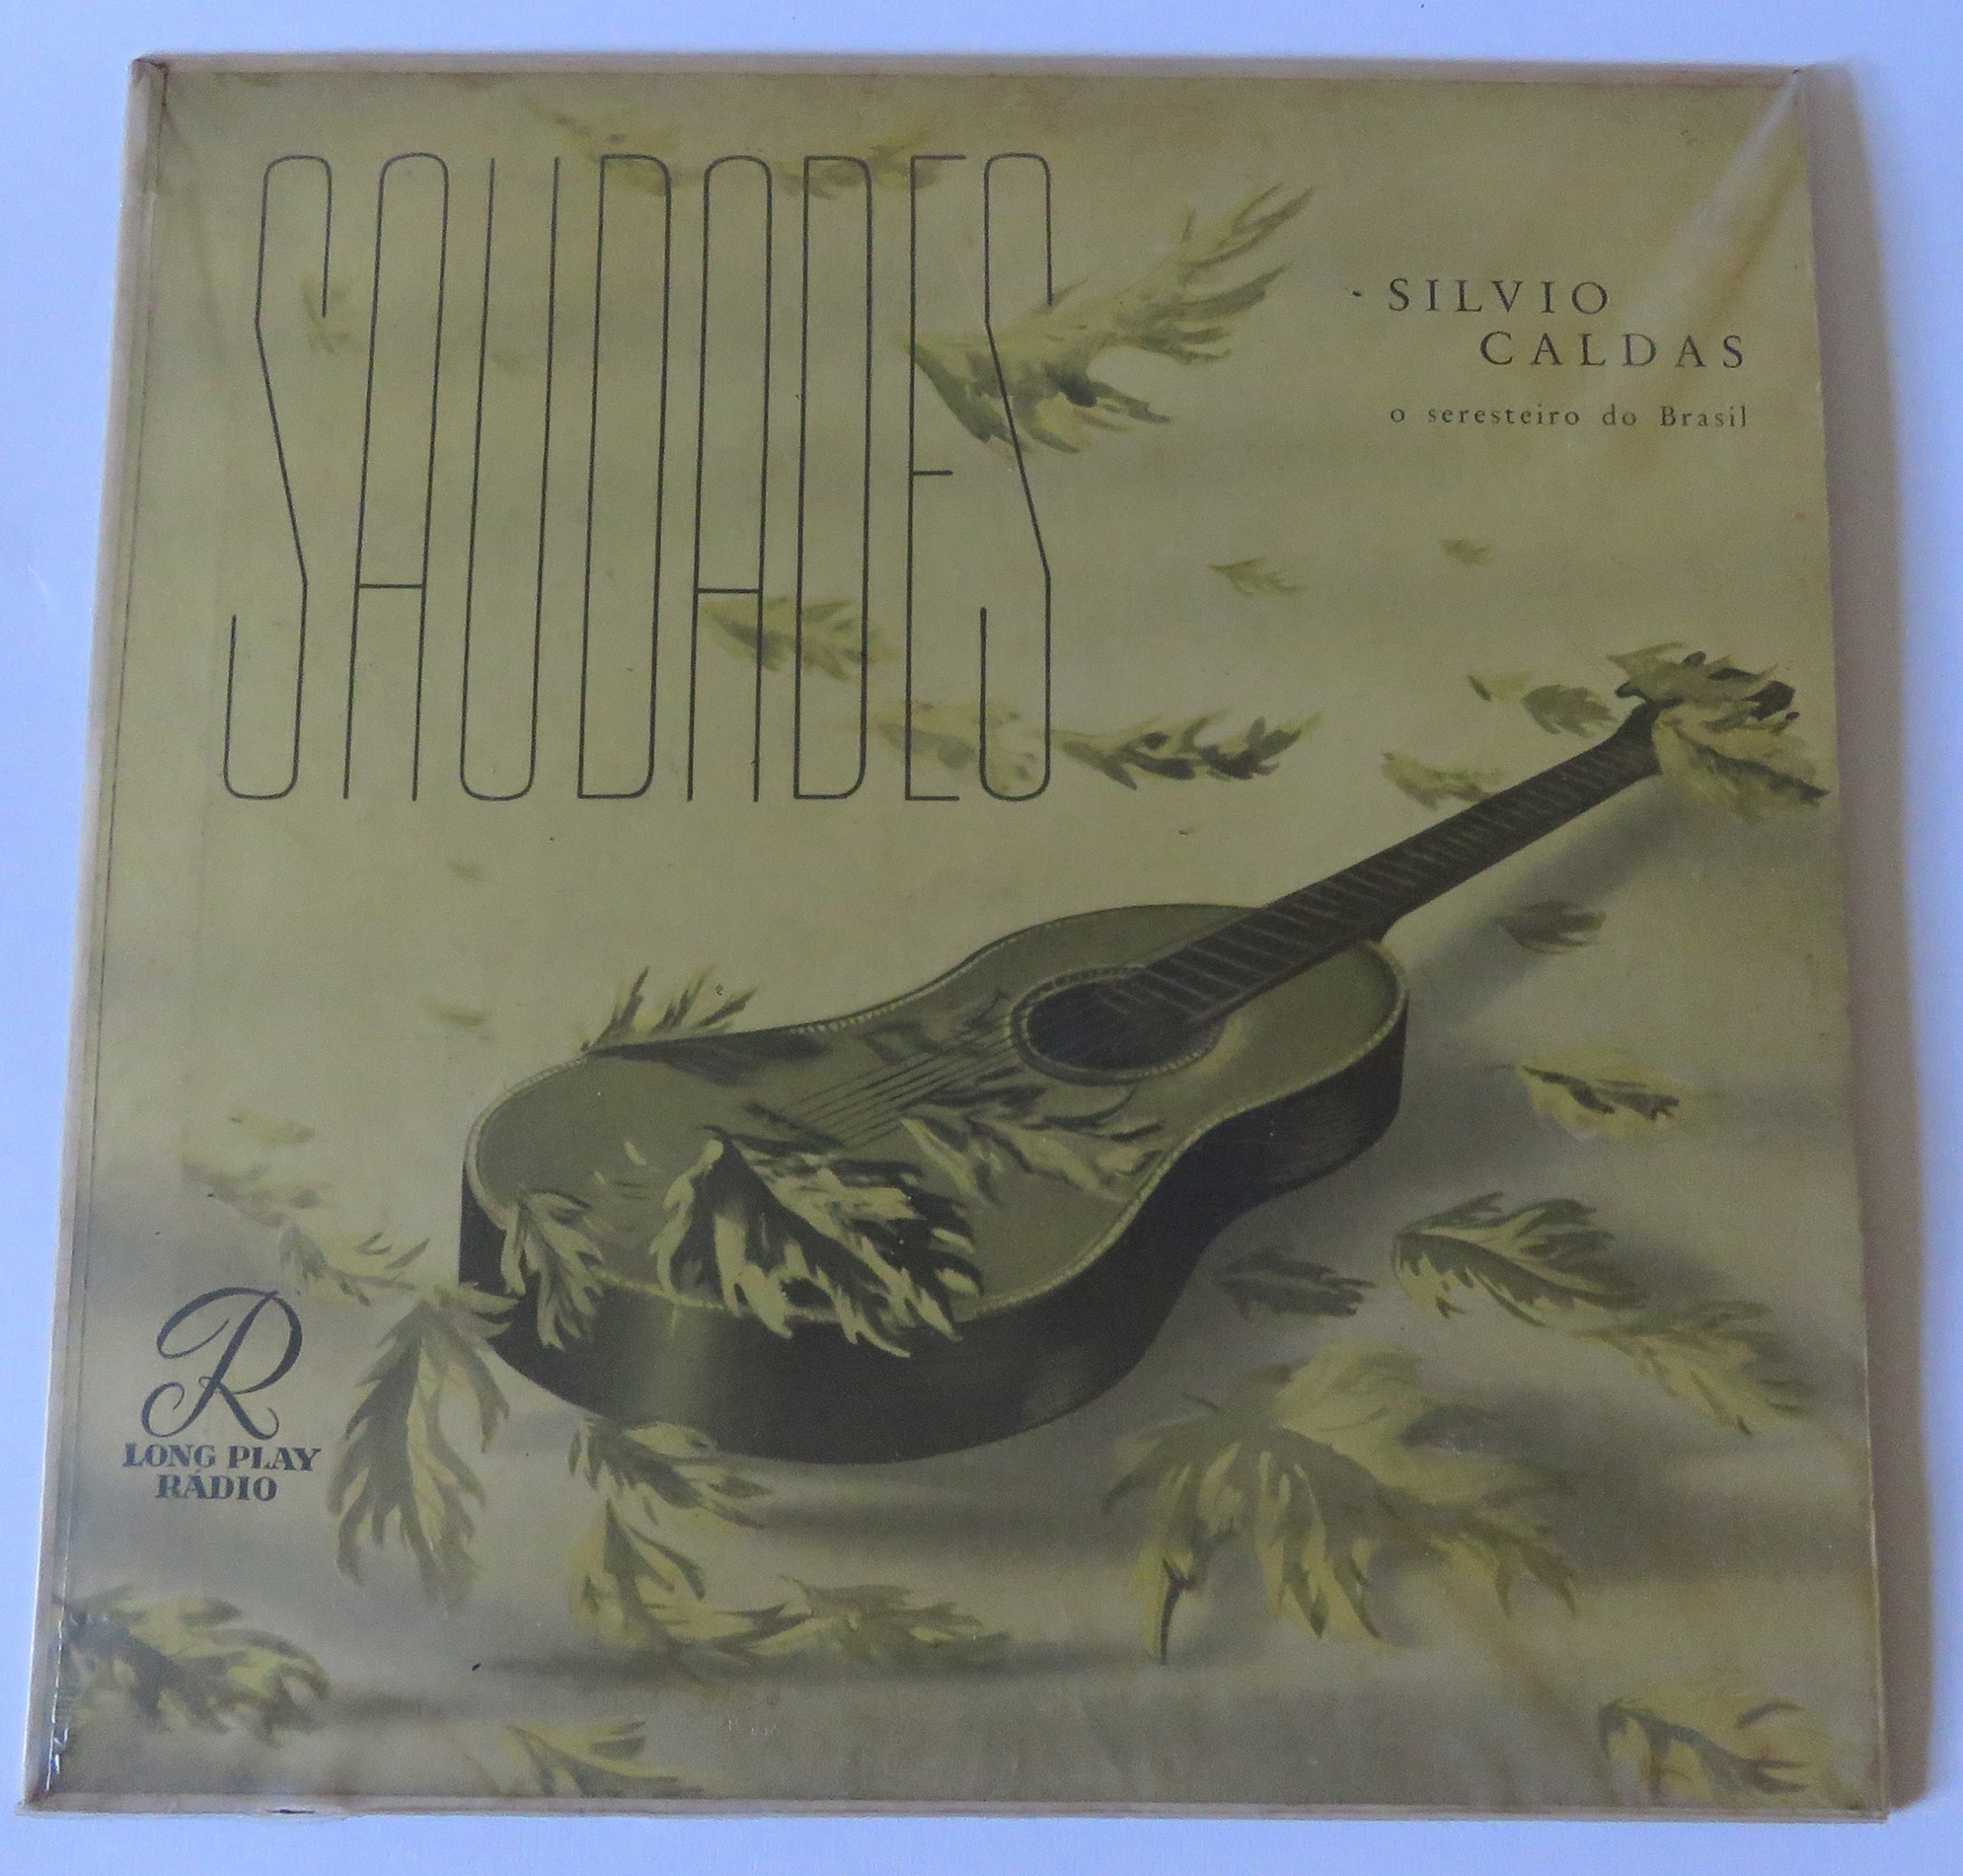 SAUDADES
SILVIO
CALDAS
o seresteiro do Brasil
R
LONG PLAY
RÁDIO